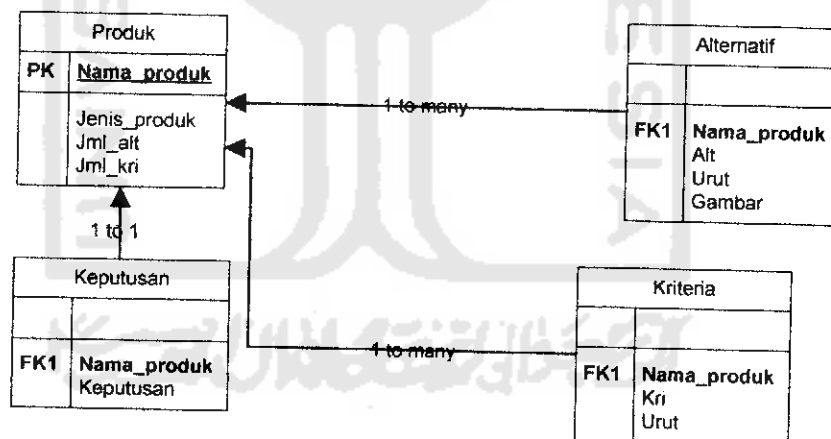 Produk
PK Nama_produk
Jenis_produk
Jml_alt
Jml_kri
1 to many
Alternatif
FK1 Nama_produk
Alt
Urut
Gambar
1 to 1
Keputusan
FK1 Nama_produk
Keputusan
1 to many
Kriteria
FK1 Nama_produk
Kri
Urut